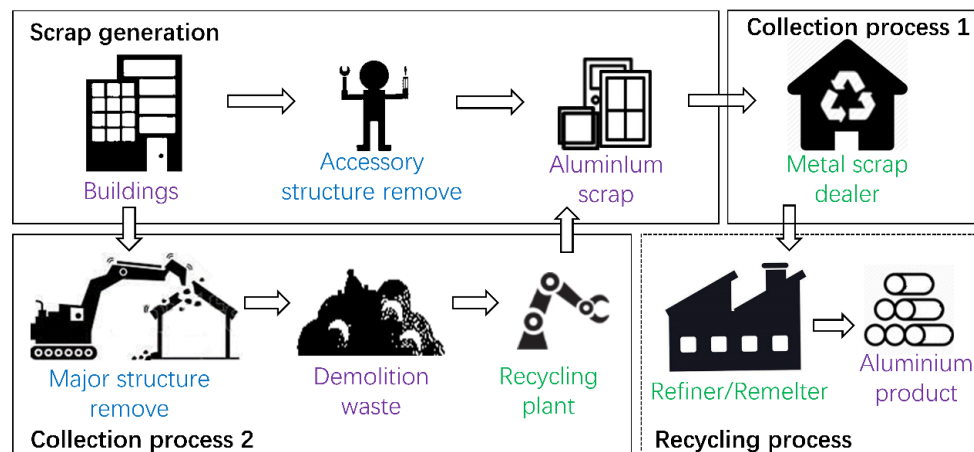 Scrap generation
Buildings
Accessory
structure remove
Aluminlum
scrap
Collection process 1
Metal scrap
dealer
Major structure
remove
Demolition
waste
Recycling
plant
Collection process 2
Refiner/Remelter
Aluminium
product
Recycling process